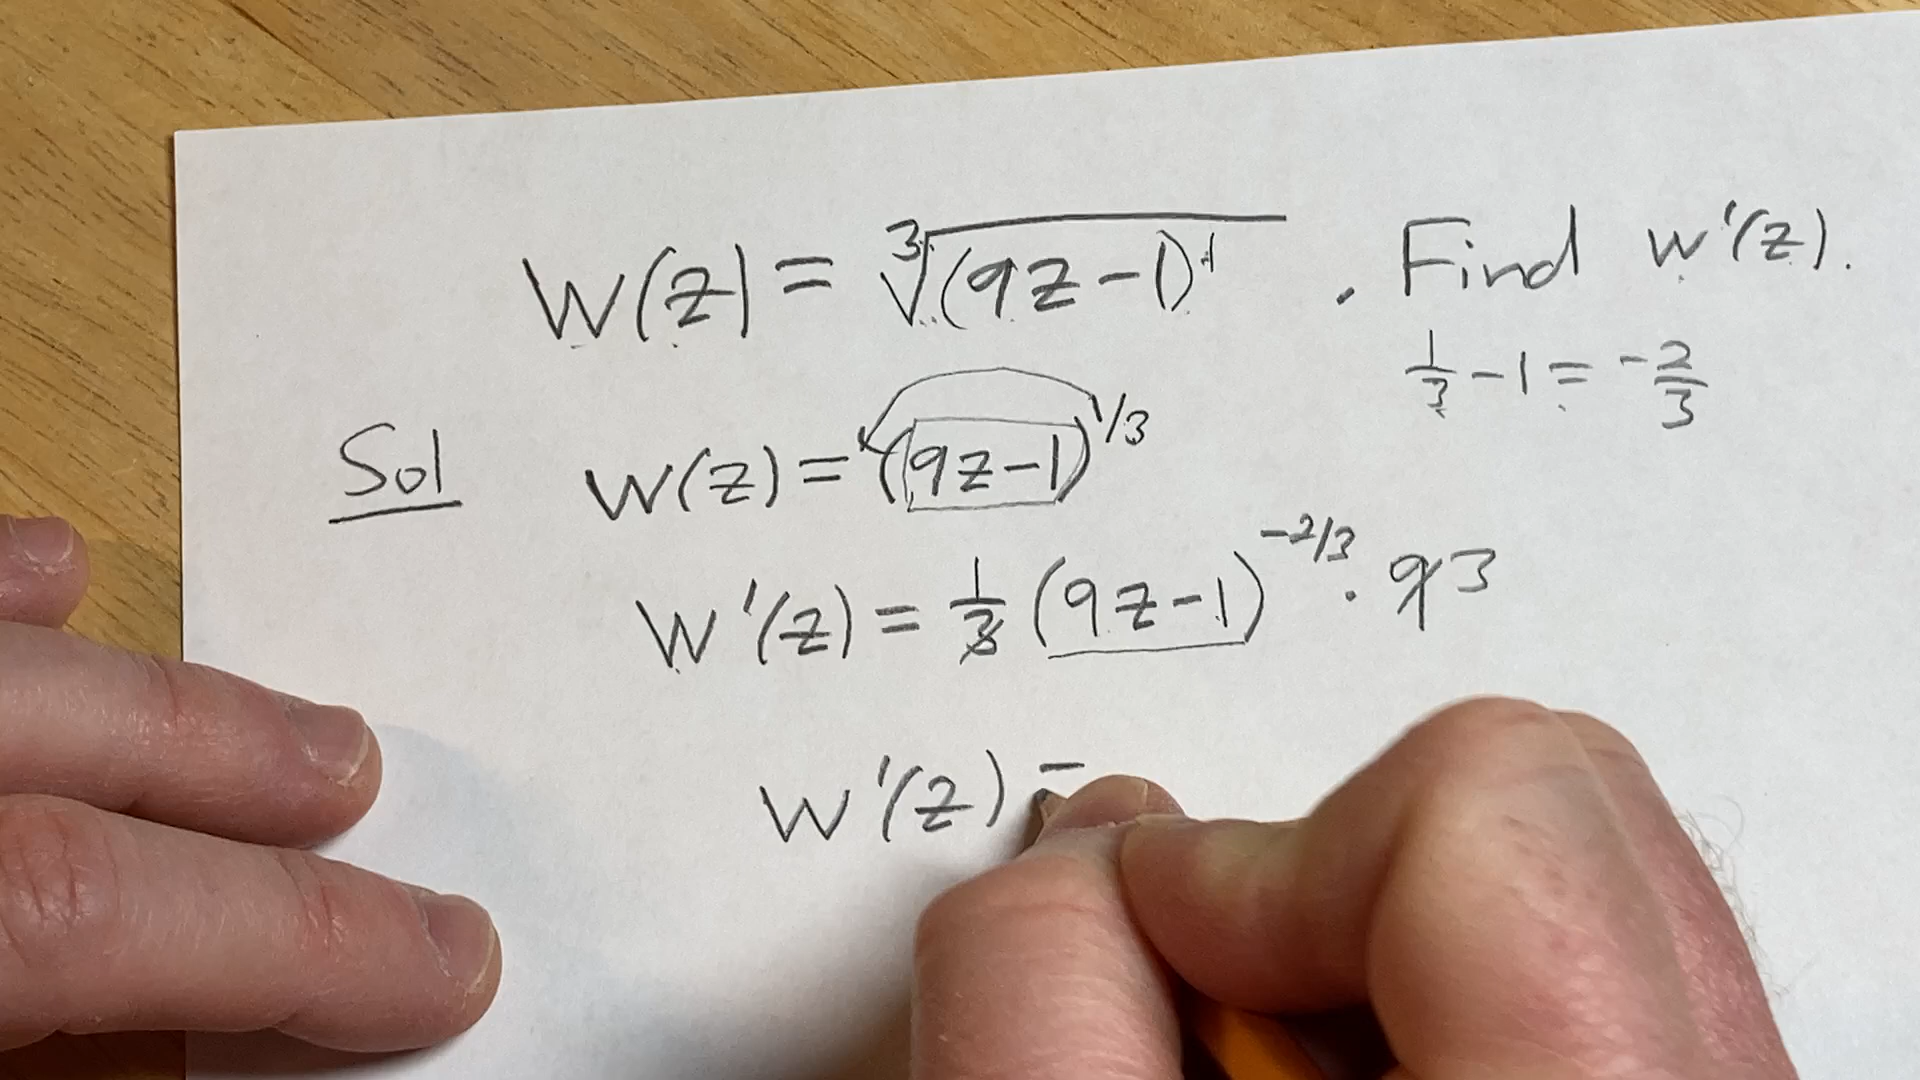 W(z) = ∛(9z-1)¹ . Find w'(z).
1/3 - 1 = -2/3
Sol w(z) = (9z-1)^1/3
W'(z) = 1/3 (9z-1)^-2/3 . 9 3
W'(z) =